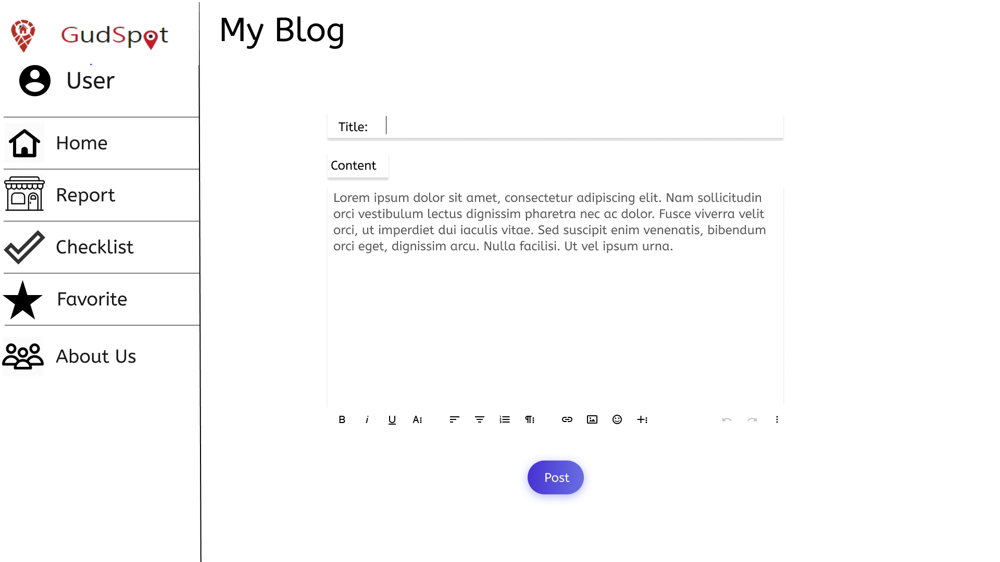 GudSpot
My Blog
User
Home
Report
Checklist
Favorite
About Us
Title:
Content
Lorem ipsum dolor sit amet, consectetur adipiscing elit. Nam sollicitudin
orci vestibulum lectus dignissim pharetra nec ac dolor. Fusce viverra velit
orci, ut imperdiet dui iaculis vitae. Sed suscipit enim venenatis, bibendum
orci eget, dignissim arcu. Nulla facilisi. Ut vel ipsum urna.
B i U A
Post